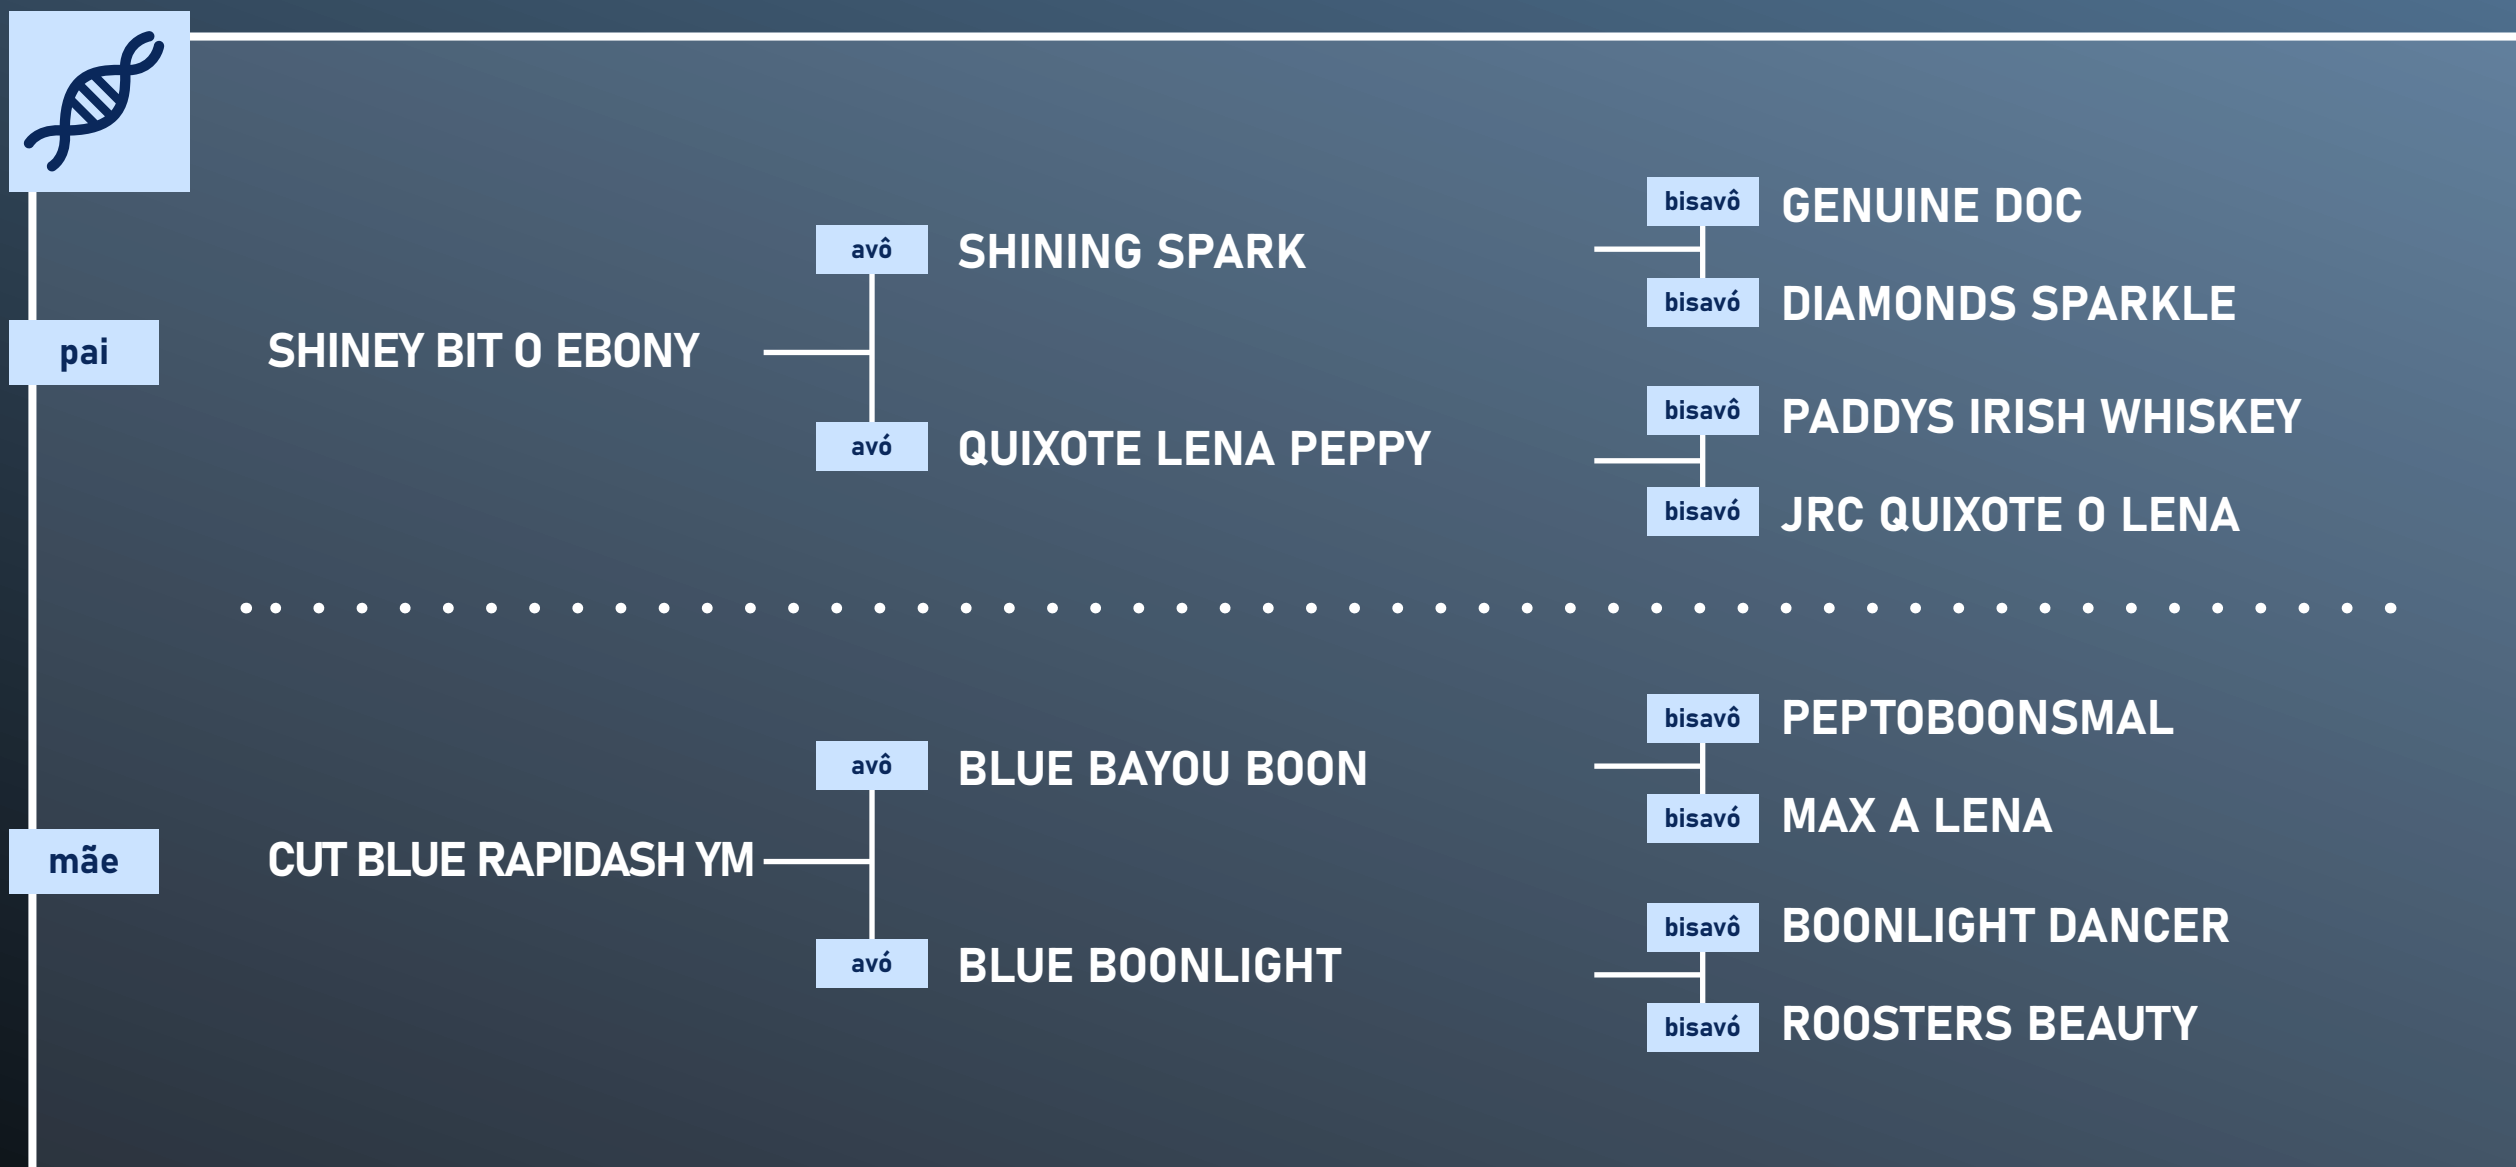 pai
SHINEY BIT O EBONY
avô
SHINING SPARK
bisavô
GENUINE DOC
bisavó
DIAMONDS SPARKLE
avó
QUIXOTE LENA PEPPY
bisavô
PADDYS IRISH WHISKEY
bisavó
JRC QUIXOTE O LENA
mãe
CUT BLUE RAPIDASH YM
avô
BLUE BAYOU BOON
bisavô
PEPTOBOONSMAL
bisavó
MAX A LENA
avó
BLUE BOONLIGHT
bisavô
BOONLIGHT DANCER
bisavó
ROOSTERS BEAUTY